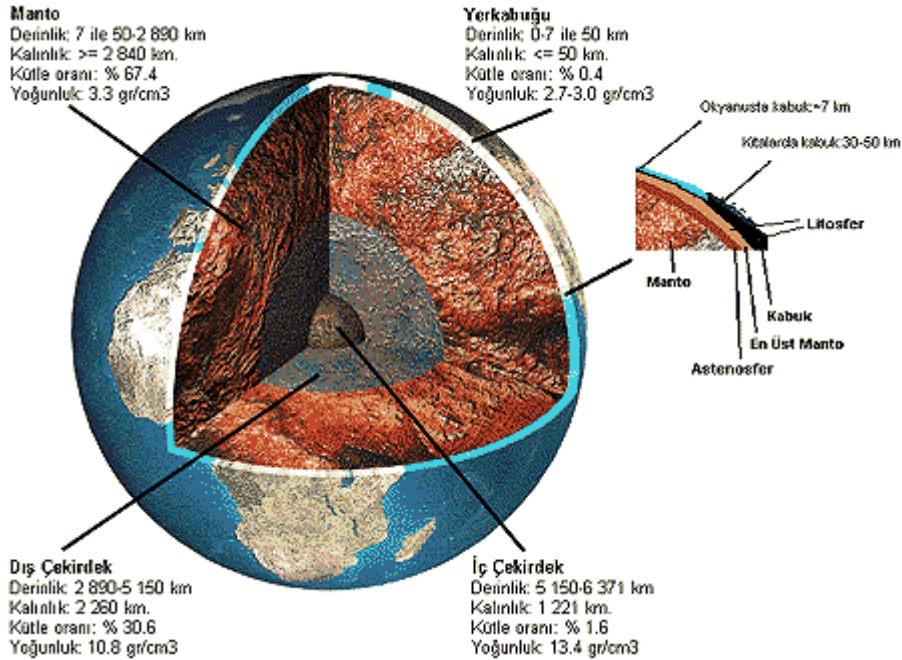 Manto
Derinlik: 7 ile 50-2 890 km
Kalınlık: >= 2 840 km.
Kütle oranı: % 67.4
Yoğunluk: 3.3 gr/cm3
Yerkabuğu
Derinlik: 0-7 ile 50 km
Kalınlık: <= 50 km.
Kütle oranı: % 0.4
Yoğunluk: 2.7-3.0 gr/cm3
Okyanusta kabuk:~7 km
Kıtalarda kabuk:30-50 km
Litosfer
Manto
Kabuk
En Üst Manto
Astenosfer
Dış Çekirdek
Derinlik: 2 890-5 150 km
Kalınlık: 2 260 km.
Kütle oranı: % 30.6
Yoğunluk: 10.8 gr/cm3
İç Çekirdek
Derinlik: 5 150-6 371 km
Kalınlık: 1 221 km.
Kütle oranı: % 1.6
Yoğunluk: 13.4 gr/cm3